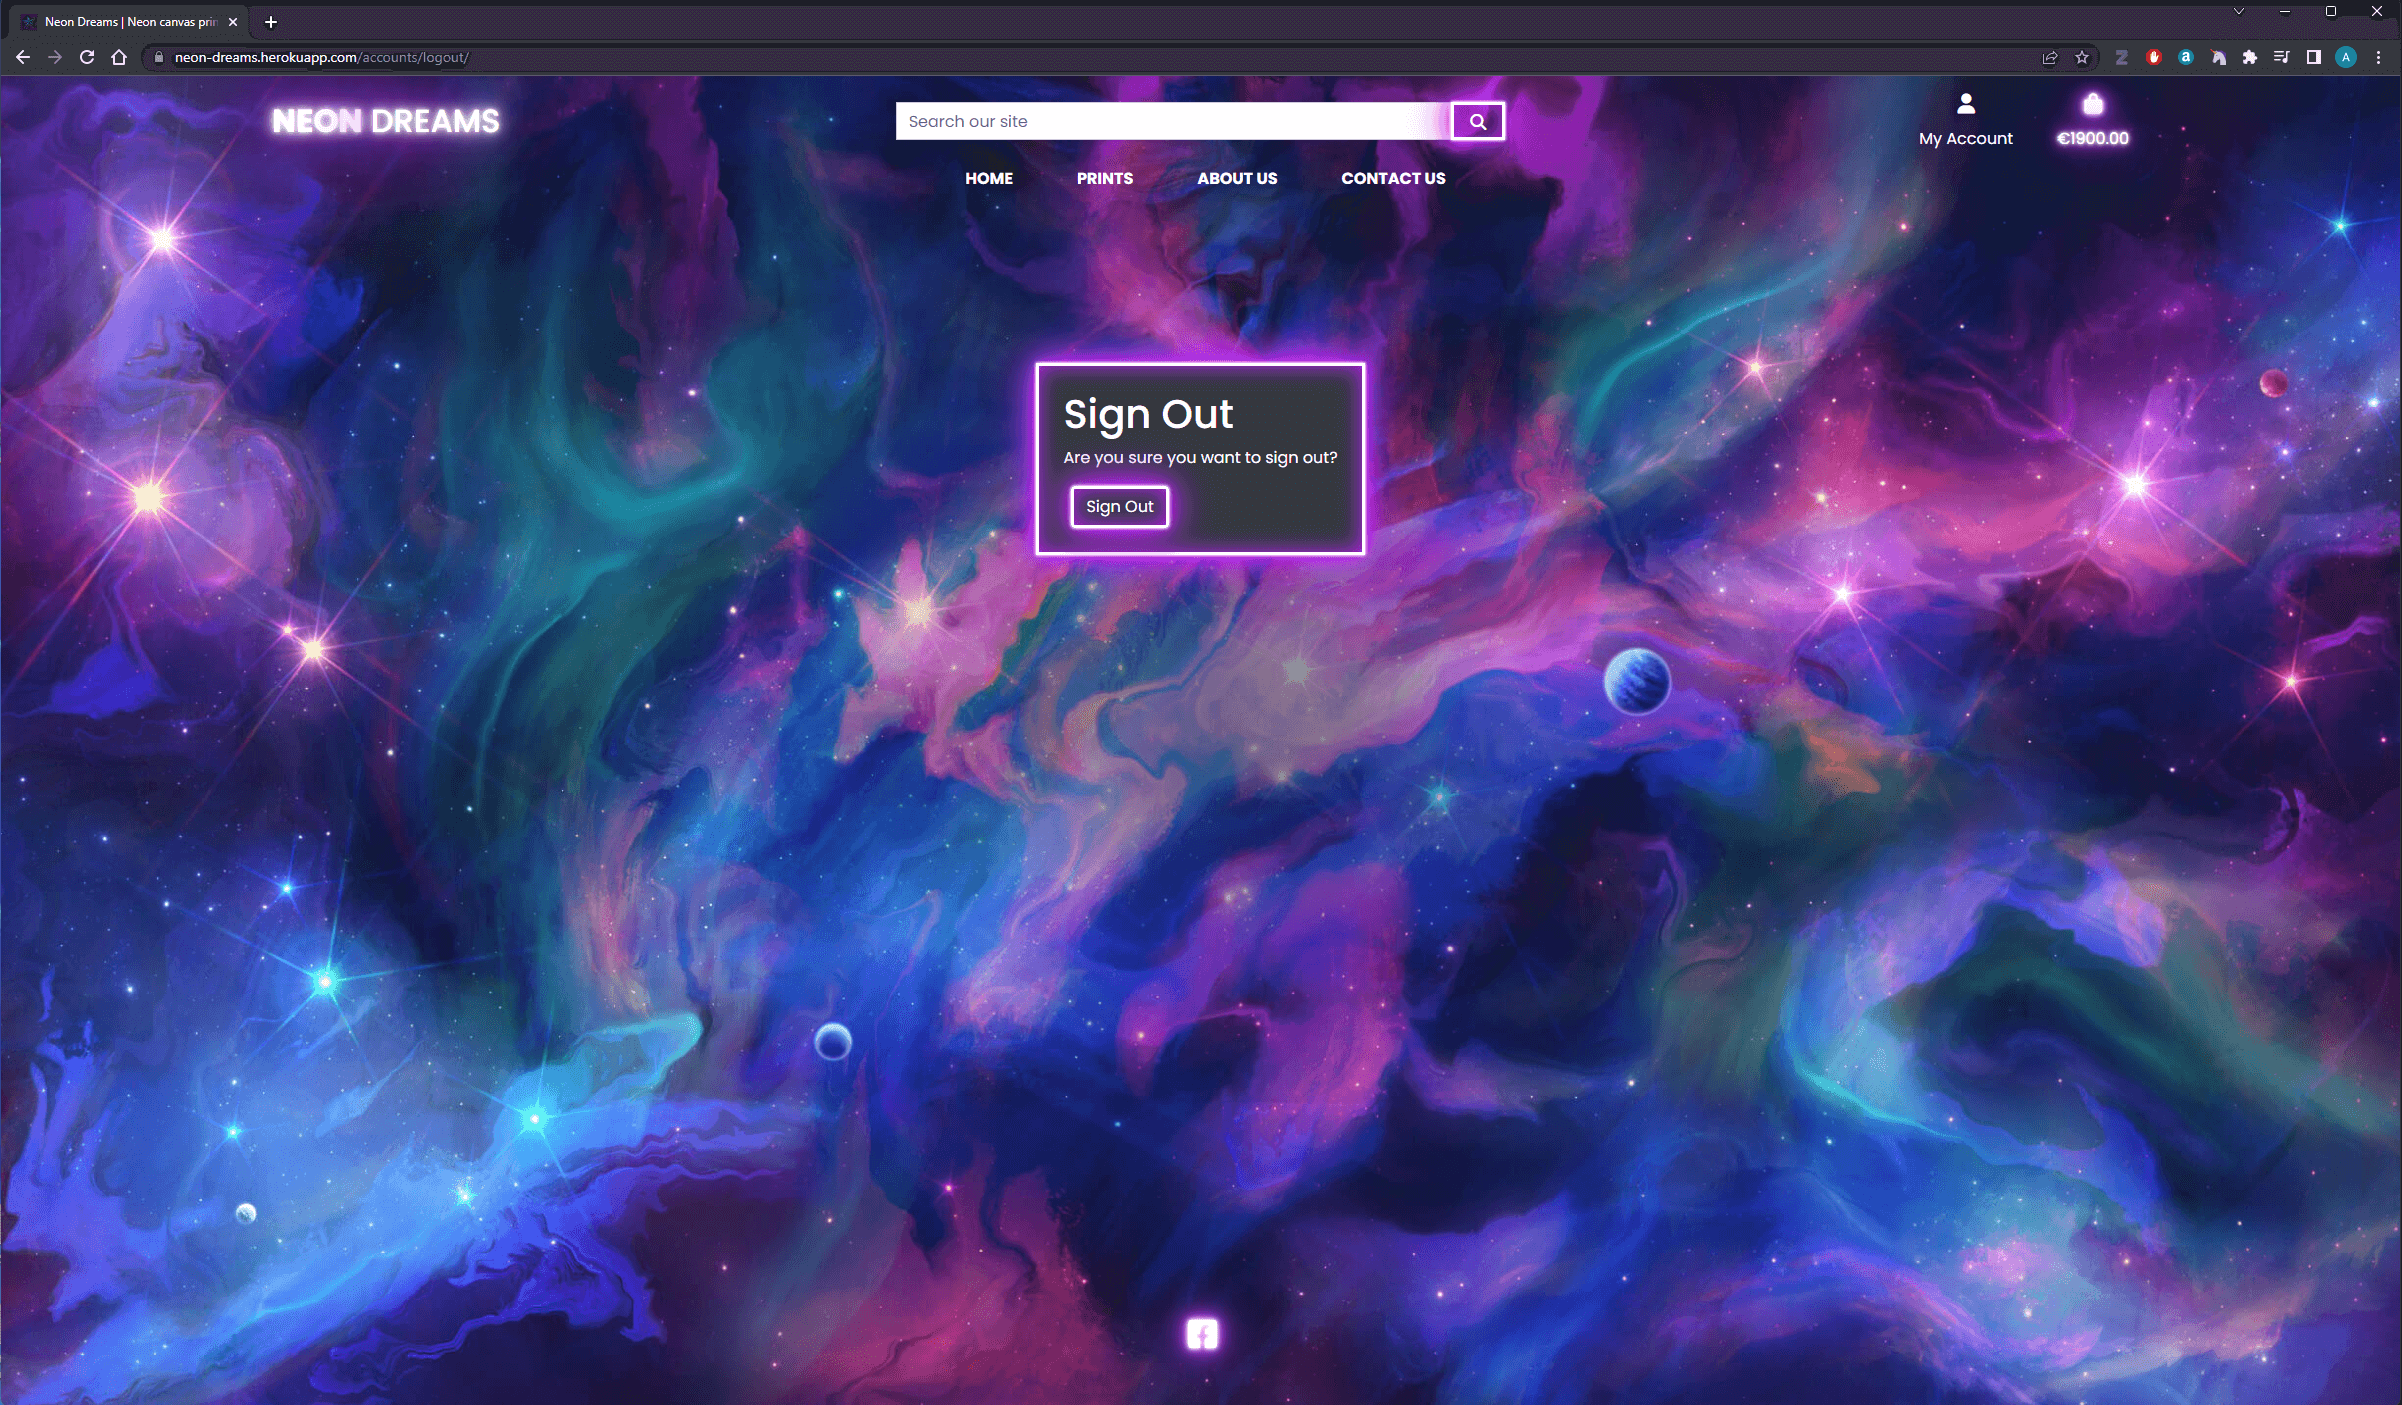 Neon Dreams | Neon canvas prin
neon-dreams.herokuapp.com/accounts/logout/
A
NEON DREAMS
Search our site
My Account
€1900.00
HOME PRINTS ABOUT US CONTACT US
Sign Out
Are you sure you want to sign out?
Sign Out